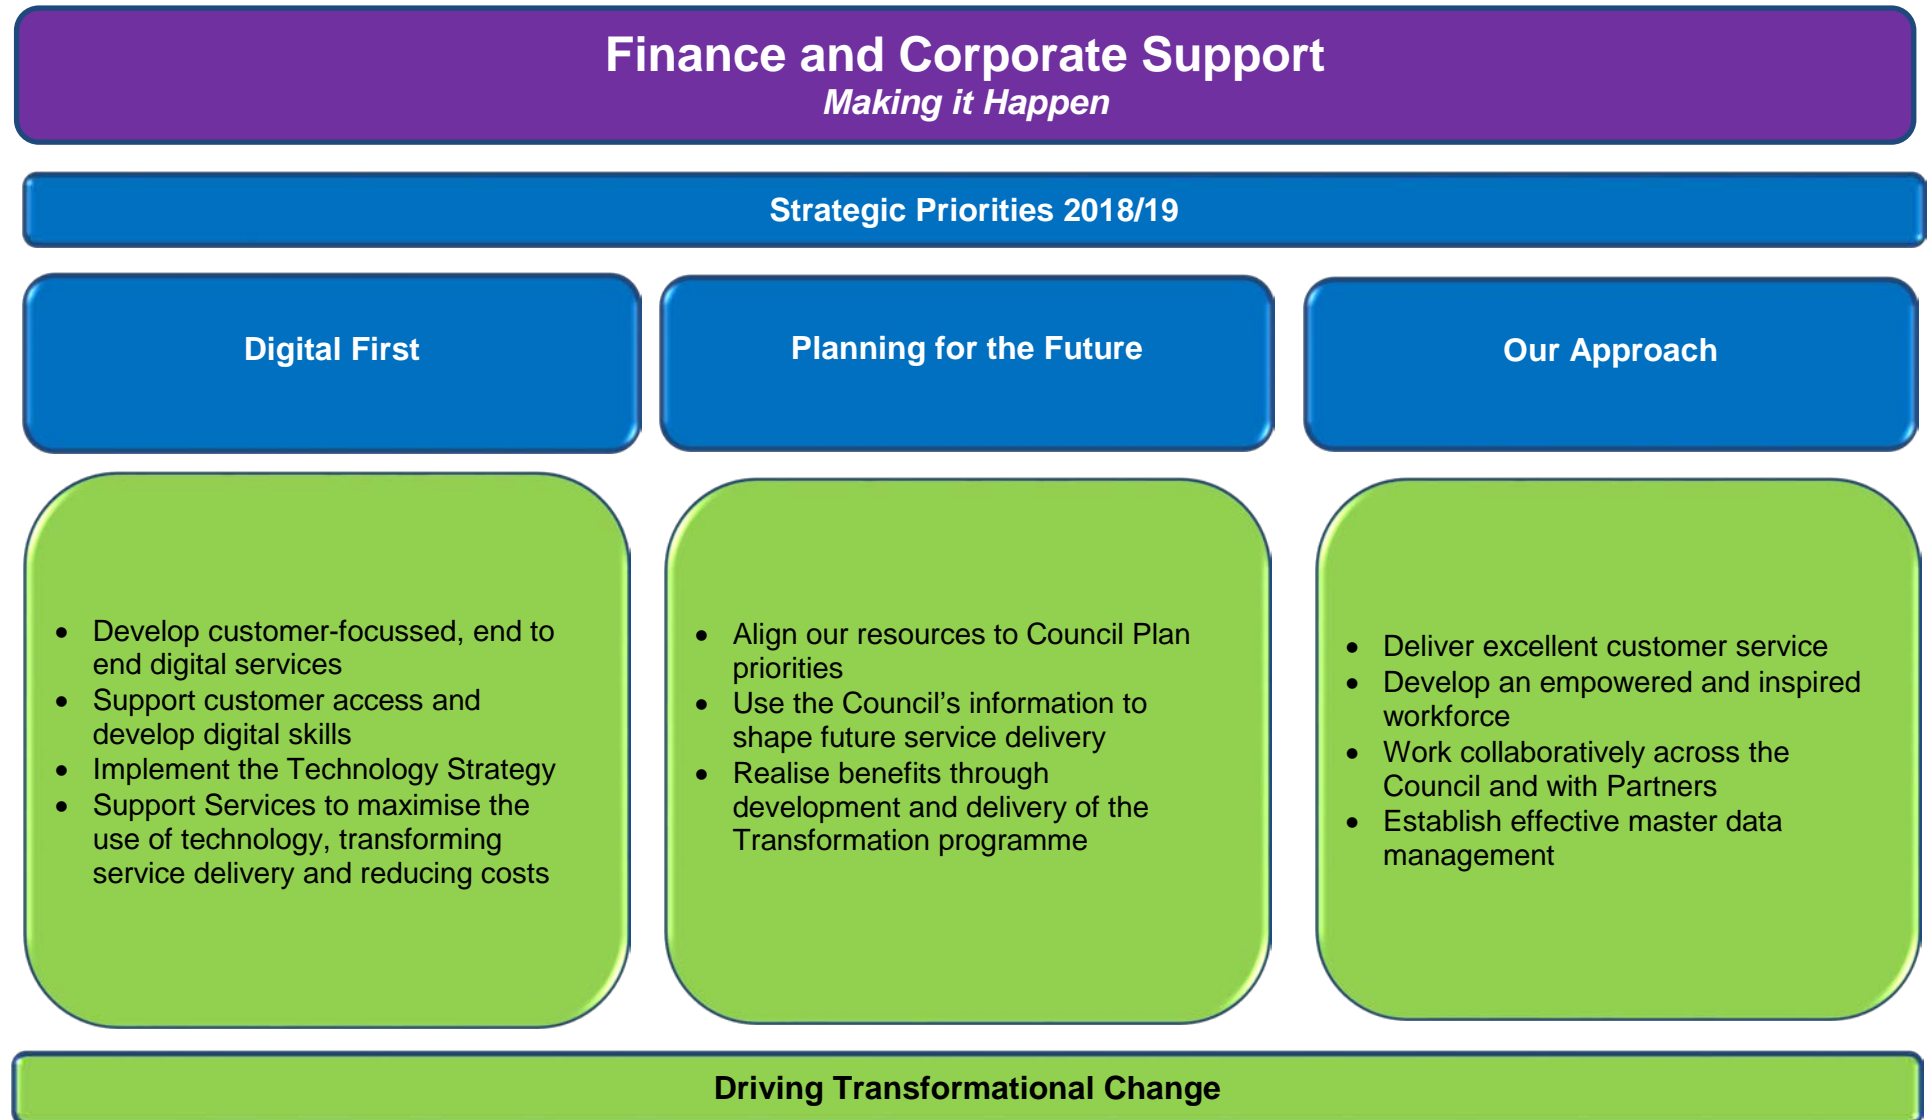 Finance and Corporate Support
Making it Happen
Strategic Priorities 2018/19
Digital First
Planning for the Future
Our Approach
• Develop customer-focussed, end to
end digital services
• Support customer access and
develop digital skills
• Implement the Technology Strategy
• Support Services to maximise the
use of technology, transforming
service delivery and reducing costs
• Align our resources to Council Plan
priorities
• Use the Council’s information to
shape future service delivery
• Realise benefits through
development and delivery of the
Transformation programme
• Deliver excellent customer service
• Develop an empowered and inspired
workforce
• Work collaboratively across the
Council and with Partners
• Establish effective master data
management
Driving Transformational Change